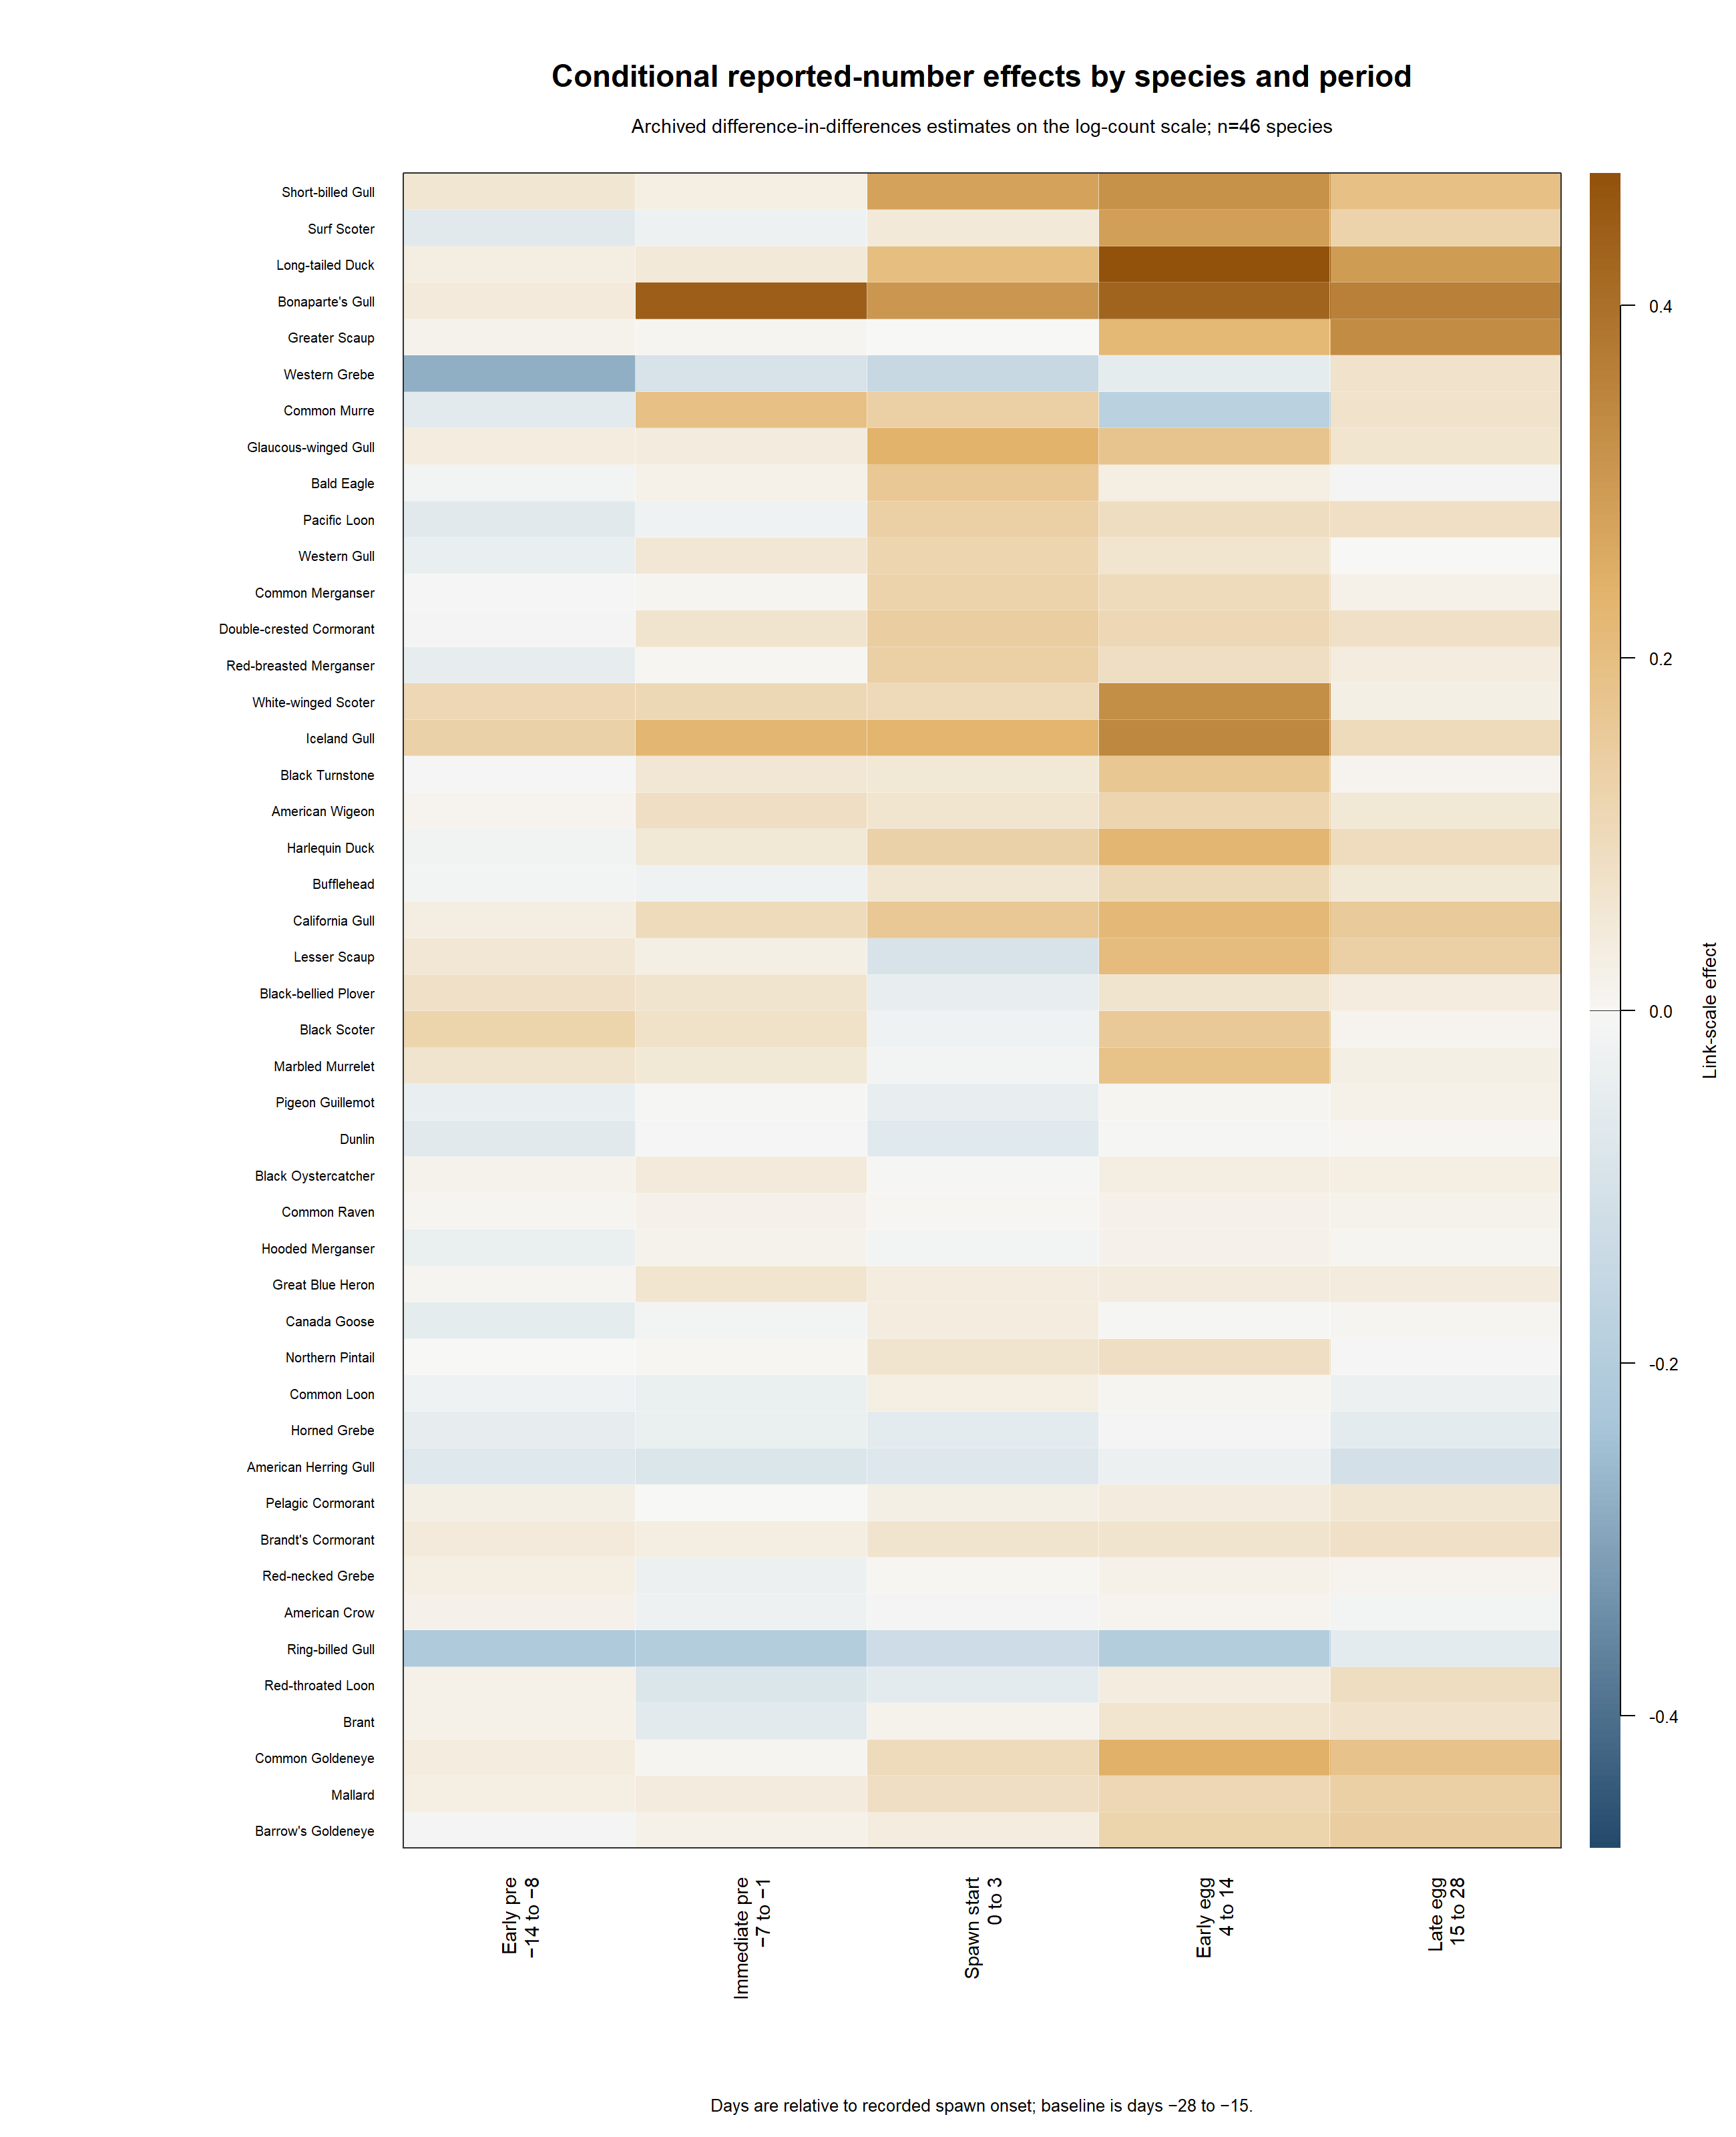 Conditional reported-number effects by species and period
Archived difference-in-differences estimates on the log-count scale; n=46 species
Short-billed Gull
Surf Scoter
Long-tailed Duck
Bonaparte's Gull
Greater Scaup
Western Grebe
Common Murre
Glaucous-winged Gull
Bald Eagle
Pacific Loon
Western Gull
Common Merganser
Double-crested Cormorant
Red-breasted Merganser
White-winged Scoter
Iceland Gull
Black Turnstone
American Wigeon
Harlequin Duck
Bufflehead
California Gull
Lesser Scaup
Black-bellied Plover
Black Scoter
Marbled Murrelet
Pigeon Guillemot
Dunlin
Black Oystercatcher
Common Raven
Hooded Merganser
Great Blue Heron
Canada Goose
Northern Pintail
Common Loon
Horned Grebe
American Herring Gull
Pelagic Cormorant
Brandt's Cormorant
Red-necked Grebe
American Crow
Ring-billed Gull
Red-throated Loon
Brant
Common Goldeneye
Mallard
Barrow's Goldeneye
Early pre
−14 to −8
Immediate pre
−7 to −1
Spawn start
0 to 3
Early egg
4 to 14
Late egg
15 to 28
0.4
0.2
0.0
-0.2
-0.4
Link-scale effect
Days are relative to recorded spawn onset; baseline is days −28 to −15.